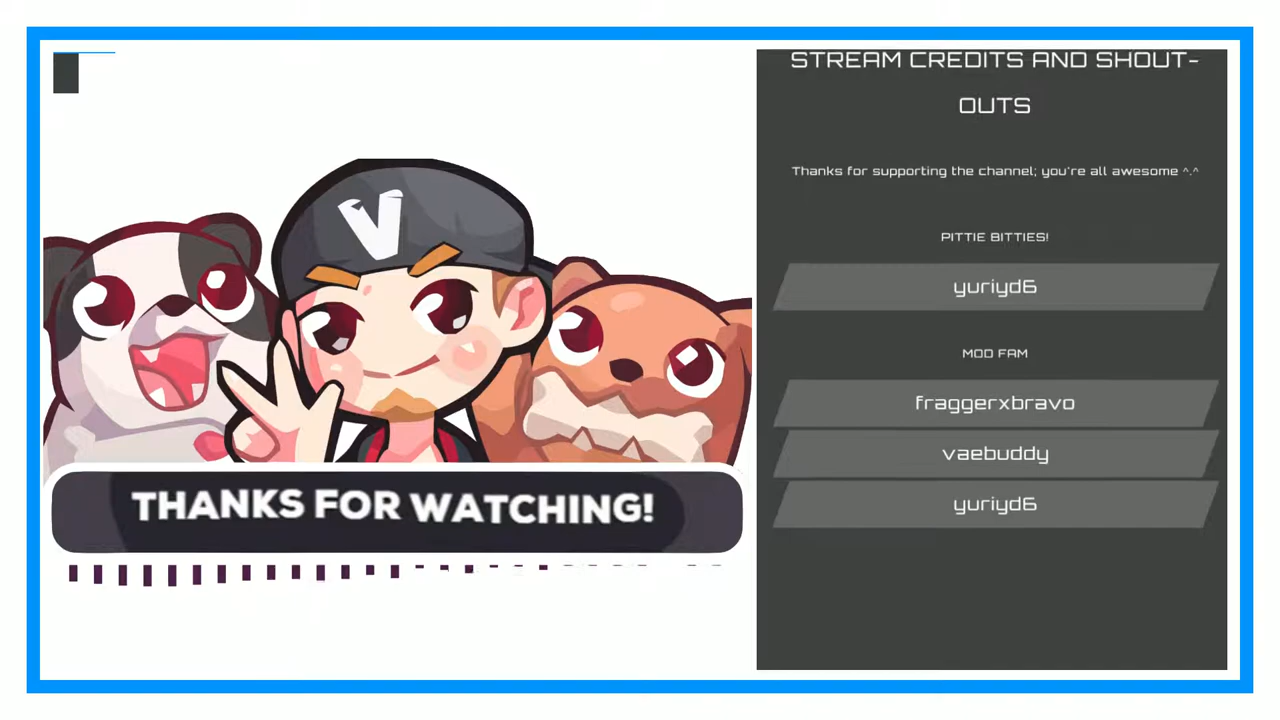 V
THANKS FOR WATCHING!
STREAM CREDITS AND SHOUT-
OUTS
Thanks for supporting the channel; you're all awesome ^.^
PITTIE BITTIES!
yuriyd6
MOD FAM
fraggerxbravo
vaebuddy
yuriyd6